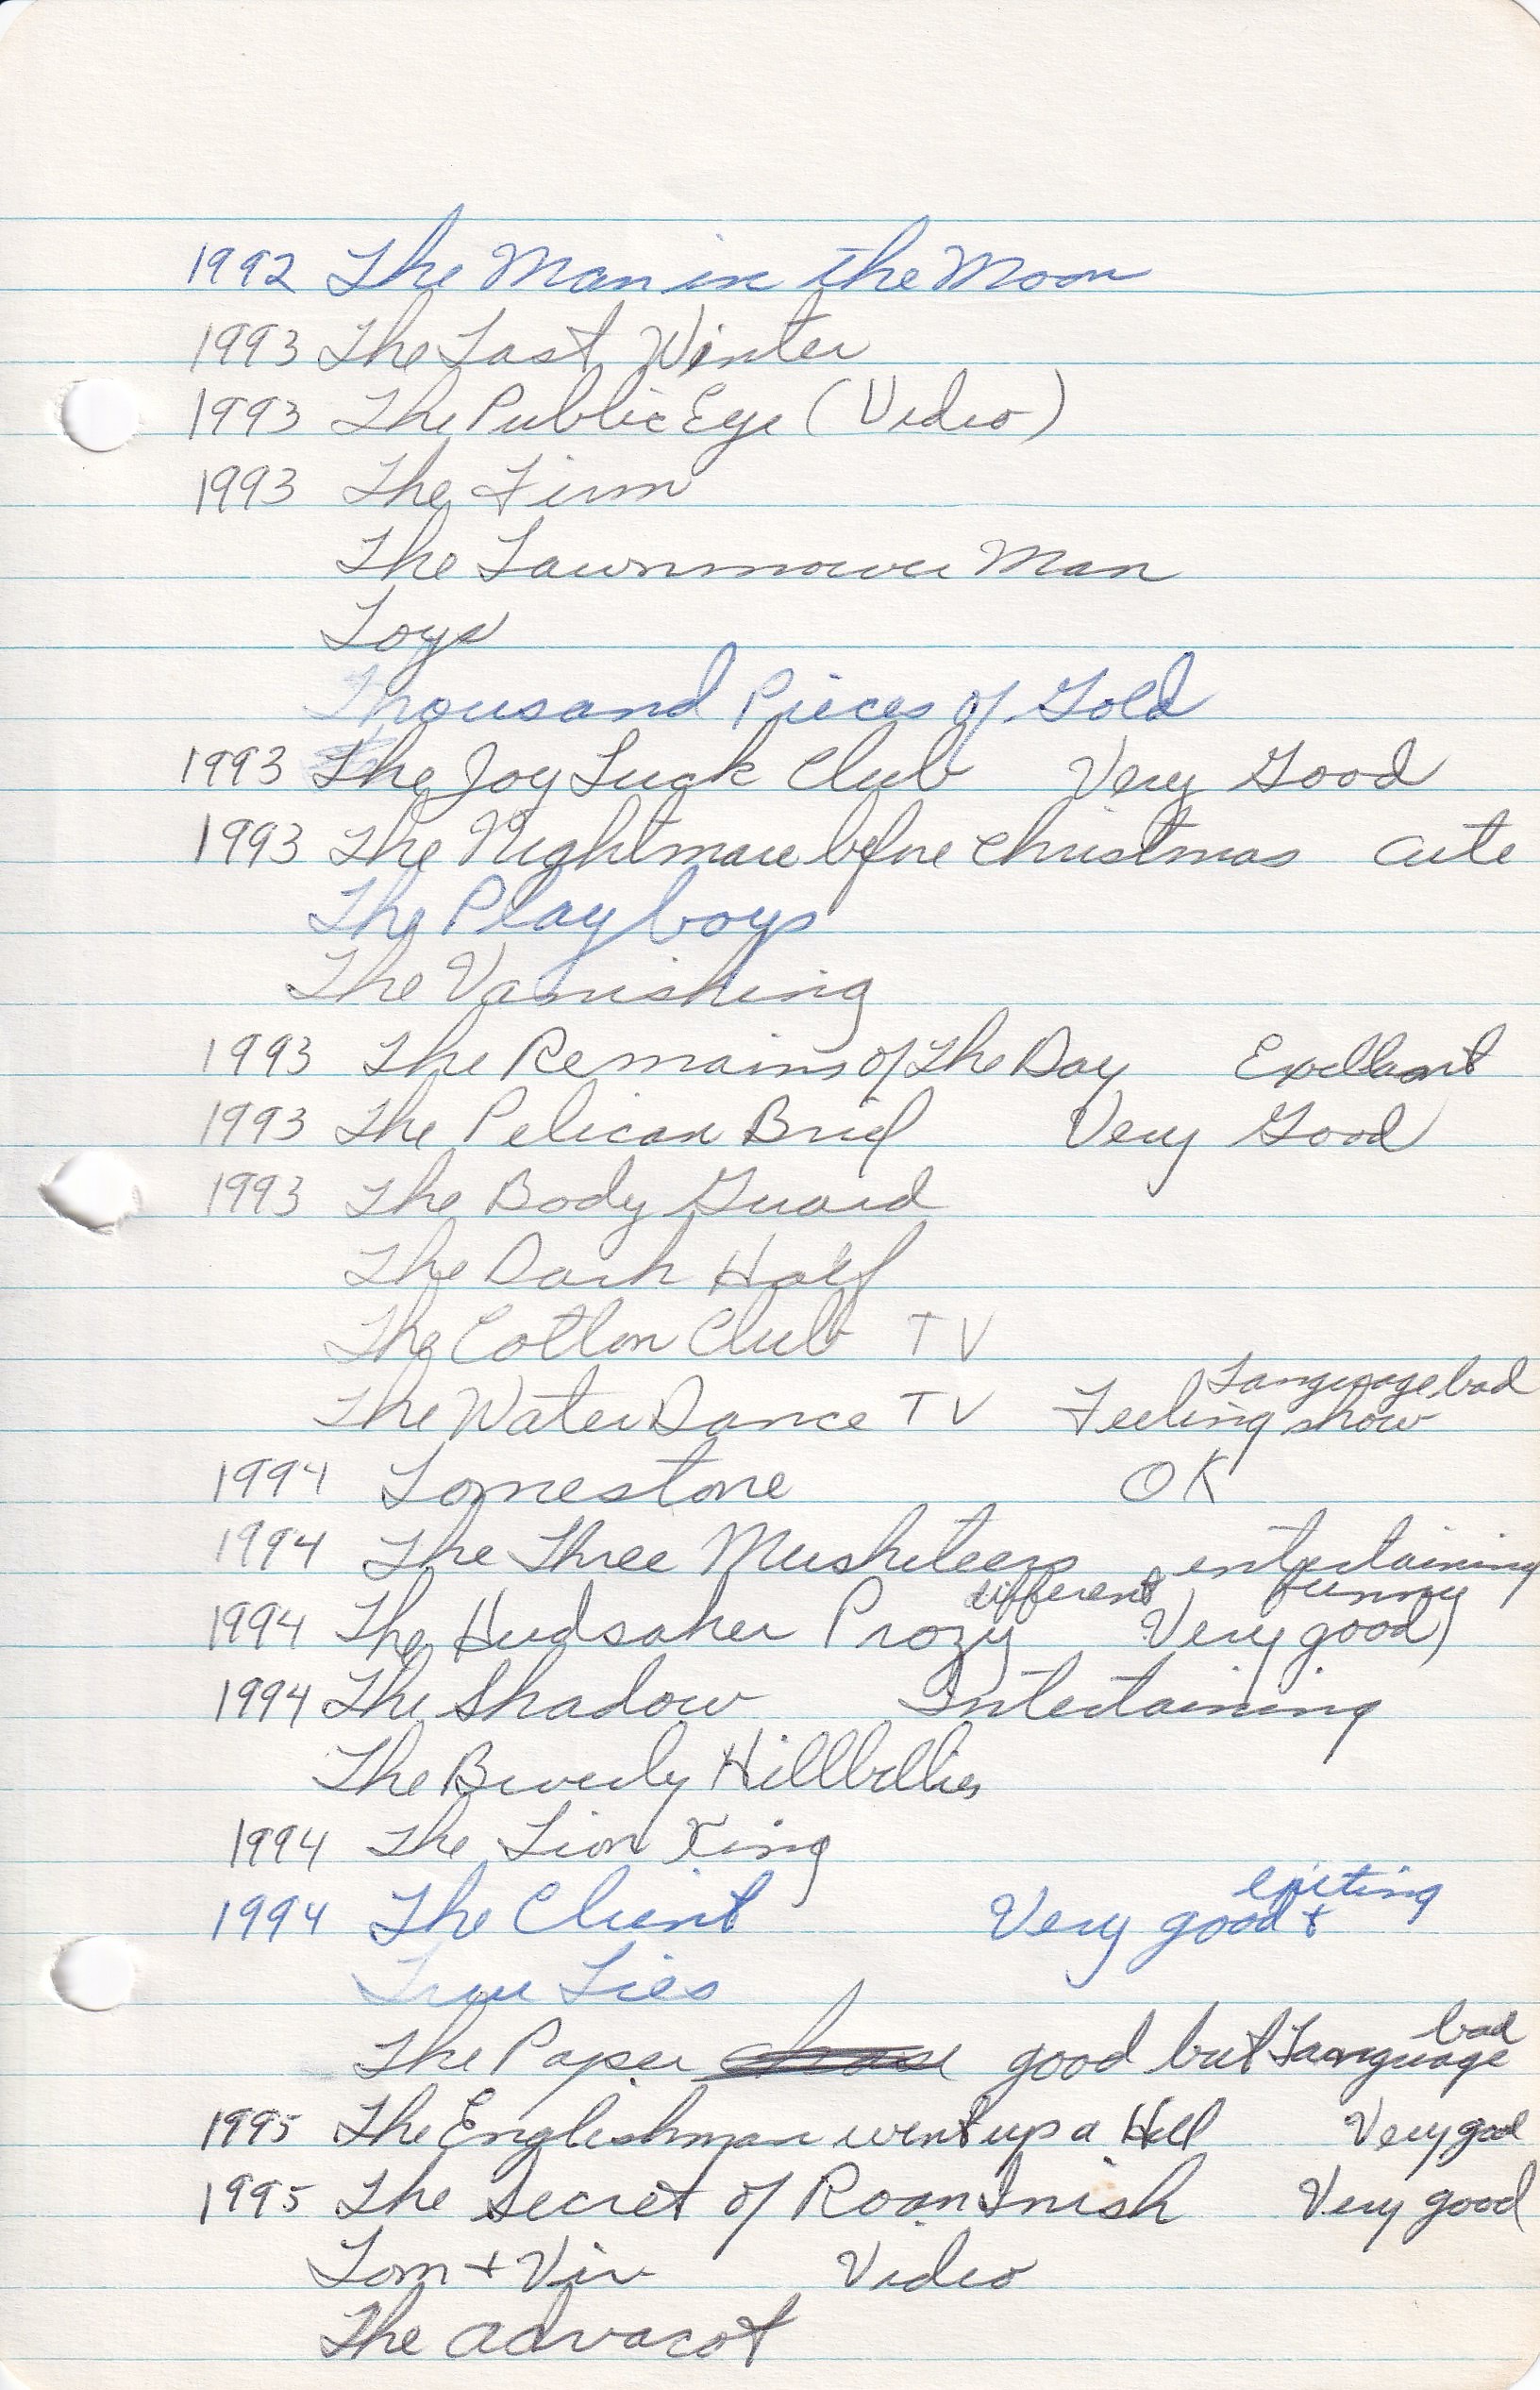 1992 The Man in the Moon
1993 The Last Winter
1993 The Public Eye (Video)
1993 The Firm
The Lawnmower Man
Toys
Thousand Pieces of Gold
1993 The Joy Luck Club Very Good
1993 The Nightmare before Christmas Cute
The Playboys
The Vanishing
1993 The Remains of The Day Exellant
1993 The Pelican Brief Very Good
1993 The Body Guard
The Dark Half
The Cotton Club TV
The Water Dance TV Feeling show Language bad
1994 Tomestone OK
1994 The Three Musketeers entertaining
1994 The Hudsaker Prozy different Very good funny
1994 The Shadow Intertaining
The Beverly Hillbillies
1994 The Lion King
1994 The Client Very good + exciting
True Lies
The Paper good but Language bad
1995 The Englishman went up a Hill Very good
1995 The Secret of Roan Inish Very good
Tom + Viv Video
The advacot